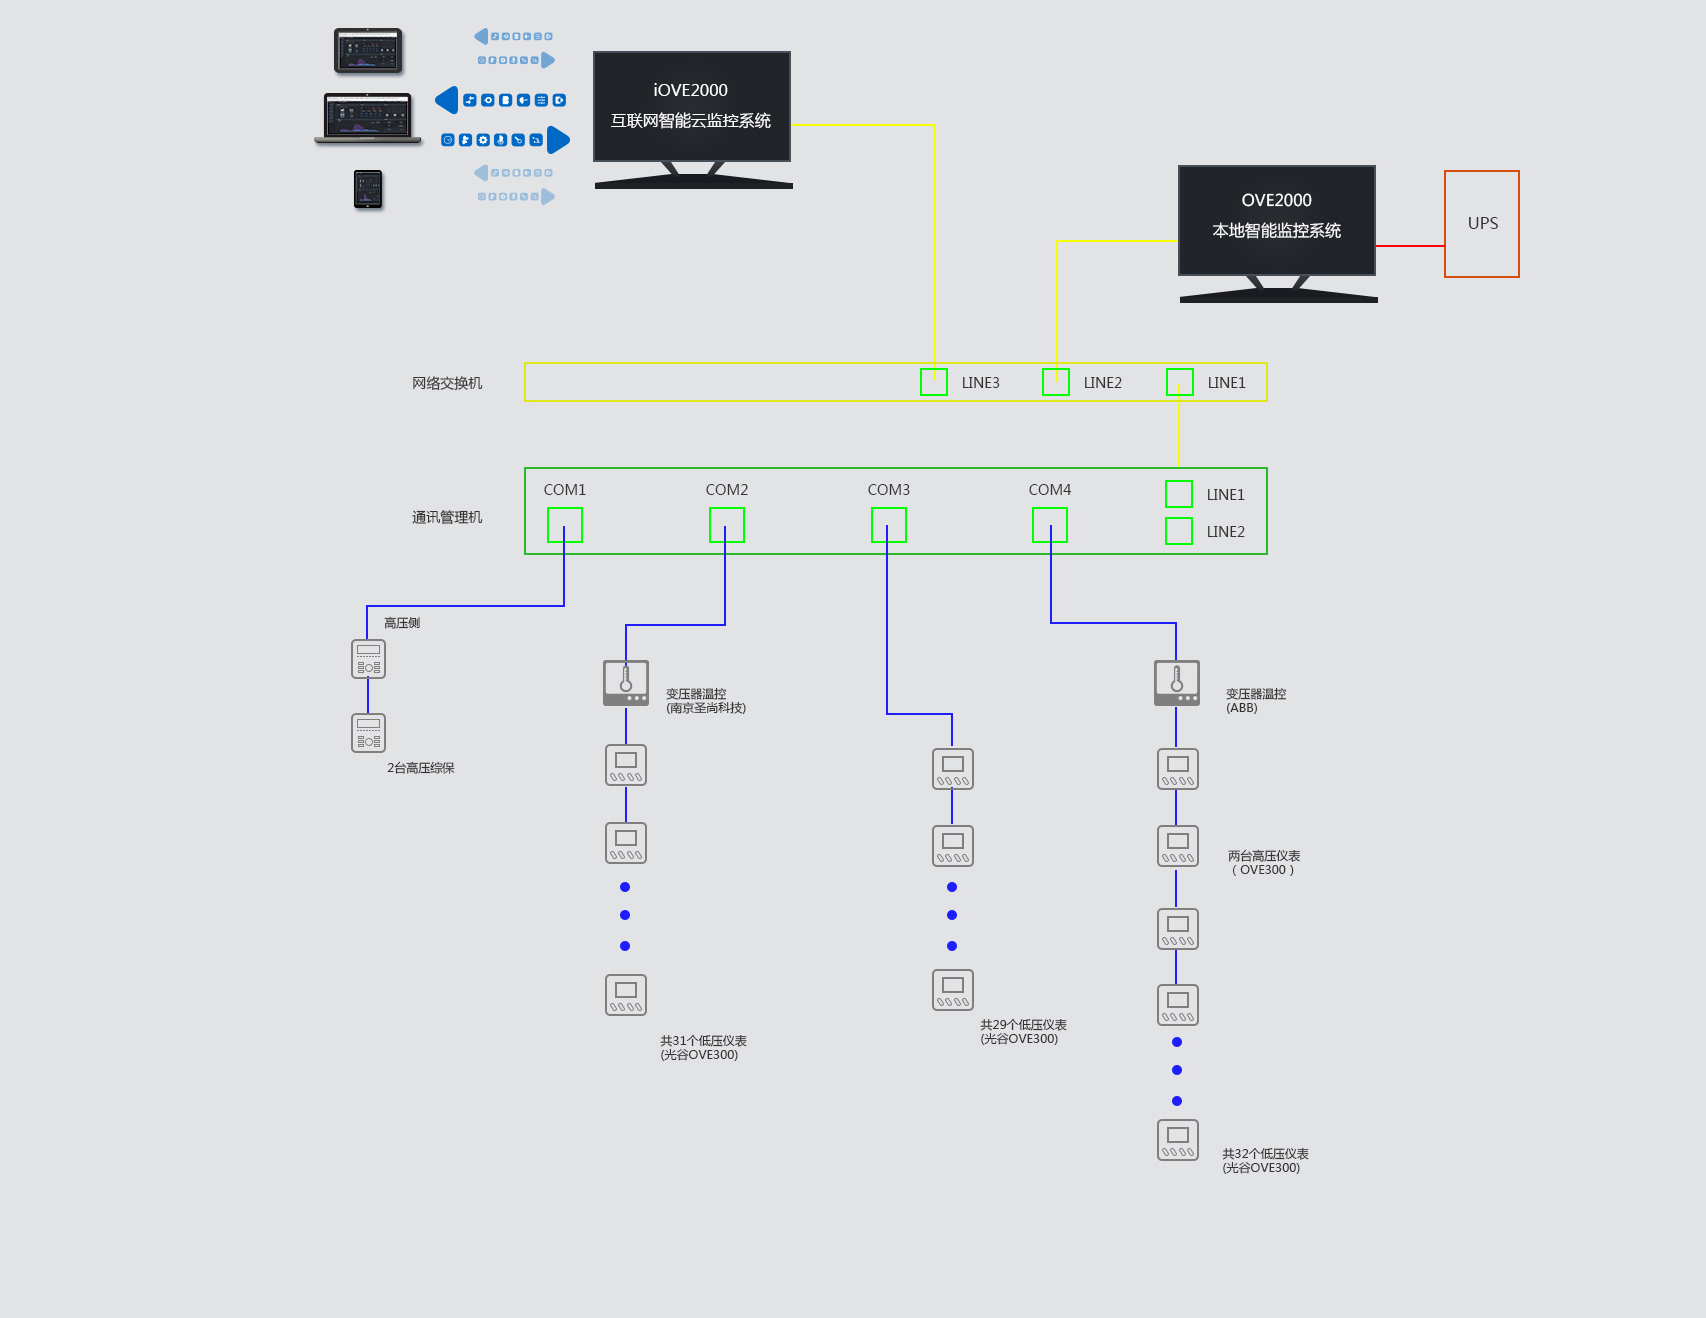 iOVE2000
互联网智能云监控系统
OVE2000
本地智能监控系统
UPS
网络交换机
LINE3
LINE2
LINE1
通讯管理机
COM1
COM2
COM3
COM4
LINE1
LINE2
高压侧
2台高压综保
变压器温控
(南京圣尚科技)
变压器温控
(ABB)
两台高压仪表
( OVE300 )
共31个低压仪表
(光谷OVE300)
共29个低压仪表
(光谷OVE300)
共32个低压仪表
(光谷OVE300)